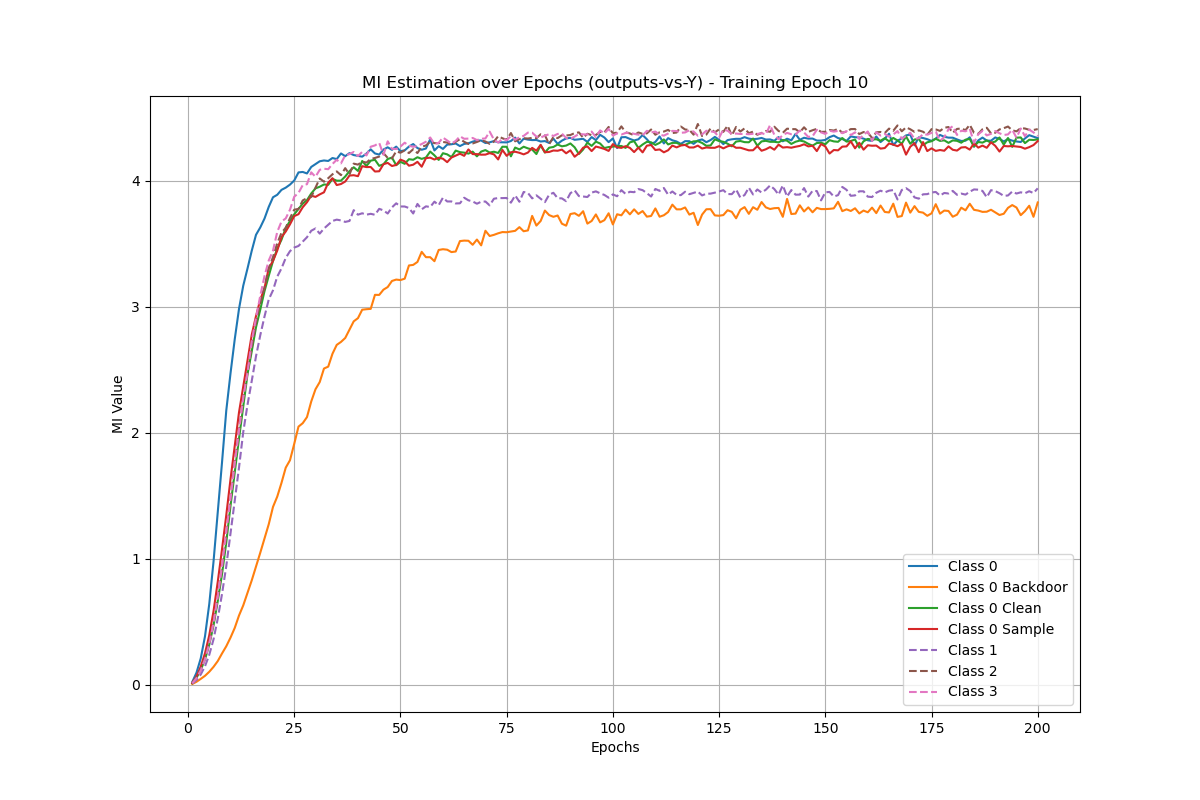 MI Estimation over Epochs (outputs-vs-Y) - Training Epoch 10
MI Value
4
3
2
1
0
0 25 50 75 100 125 150 175 200
Epochs
Class 0
Class 0 Backdoor
Class 0 Clean
Class 0 Sample
Class 1
Class 2
Class 3